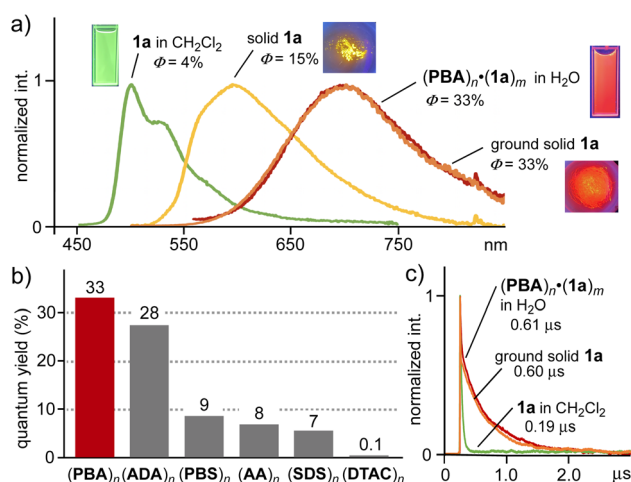 a)
1a in CH2Cl2
Φ = 4%
solid 1a
Φ = 15%
(PBA)n•(1a)m in H2O
Φ = 33%
ground solid 1a
Φ = 33%
normalized int.
1
0
450 550 650 750 nm
b)
quantum yield (%)
30
20
10
0
33
28
9
8
7
0.1
(PBA)n (ADA)n (PBS)n (AA)n (SDS)n (DTAC)n
c)
(PBA)n•(1a)m
in H2O
0.61 μs
ground solid 1a
0.60 μs
1a in CH2Cl2
0.19 μs
normalized int.
1
0
0 1.0 2.0 μs